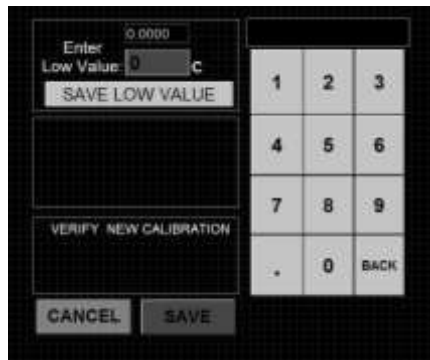 0.0000
Enter
Low Value: 0 C
SAVE LOW VALUE
1 2 3
4 5 6
VERIFY NEW CALIBRATION
7 8 9
. 0 BACK
CANCEL SAVE